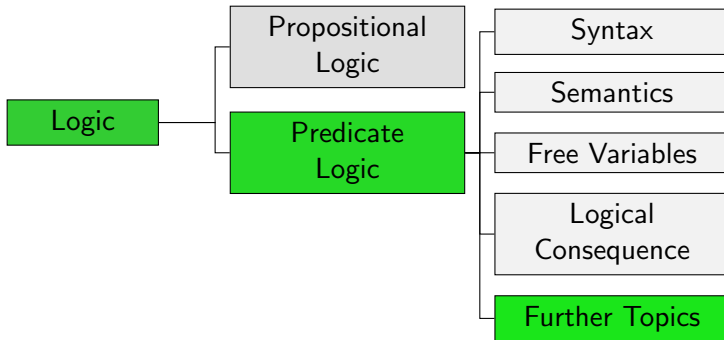 Logic
Propositional
Logic
Predicate
Logic
Syntax
Semantics
Free Variables
Logical
Consequence
Further Topics